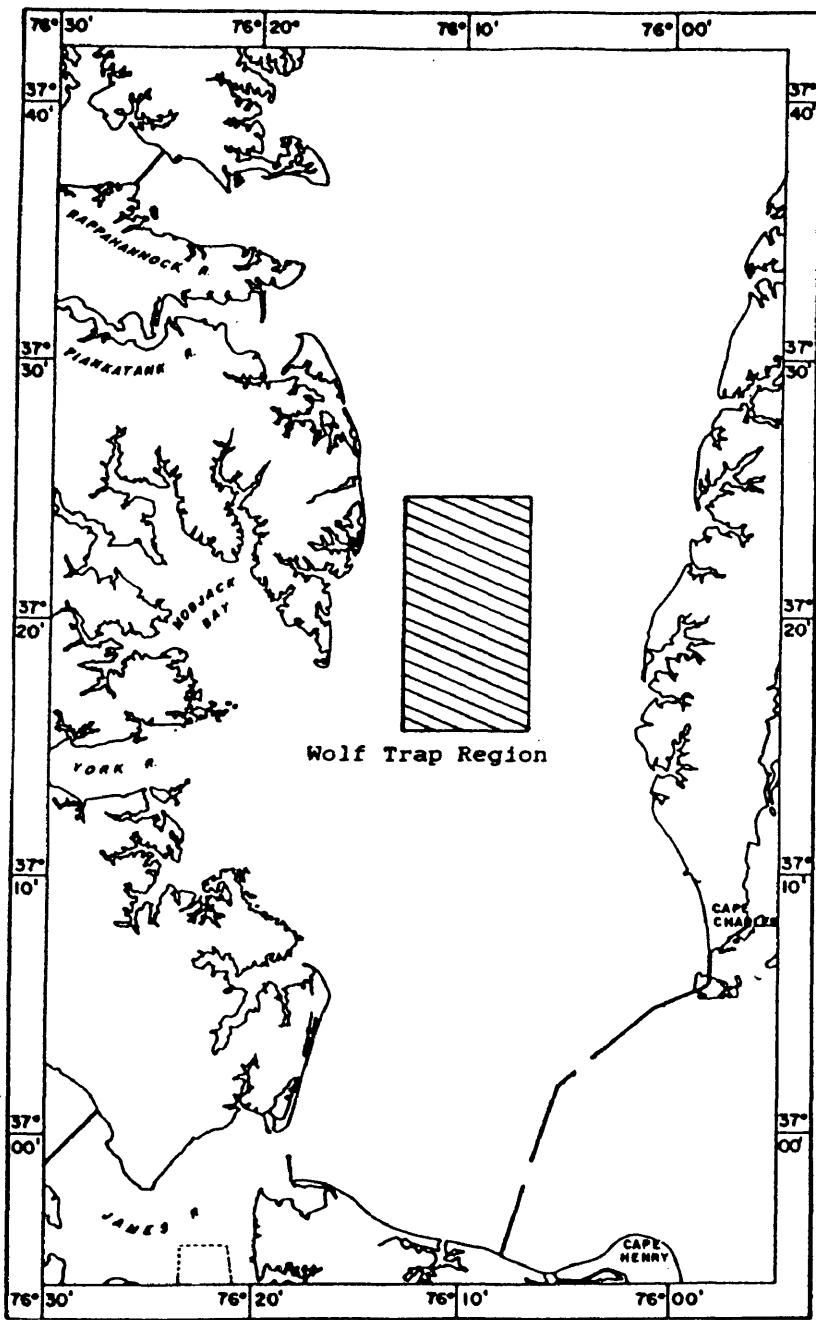 76° 30' 76° 20' 76° 10' 76° 00'
37° 40' 37° 40'
RAPPAHANNOCK R.
37° 30' 37° 30'
PIANKATANK R.
37° 20' 37° 20'
MOBJACK
BAY
Wolf Trap Region
YORK R.
37° 10' 37° 10'
CAPE
CHARLES
37° 00' 37° 00'
JAMES R.
CAPE
HENRY
76° 30' 76° 20' 76° 10' 76° 00'